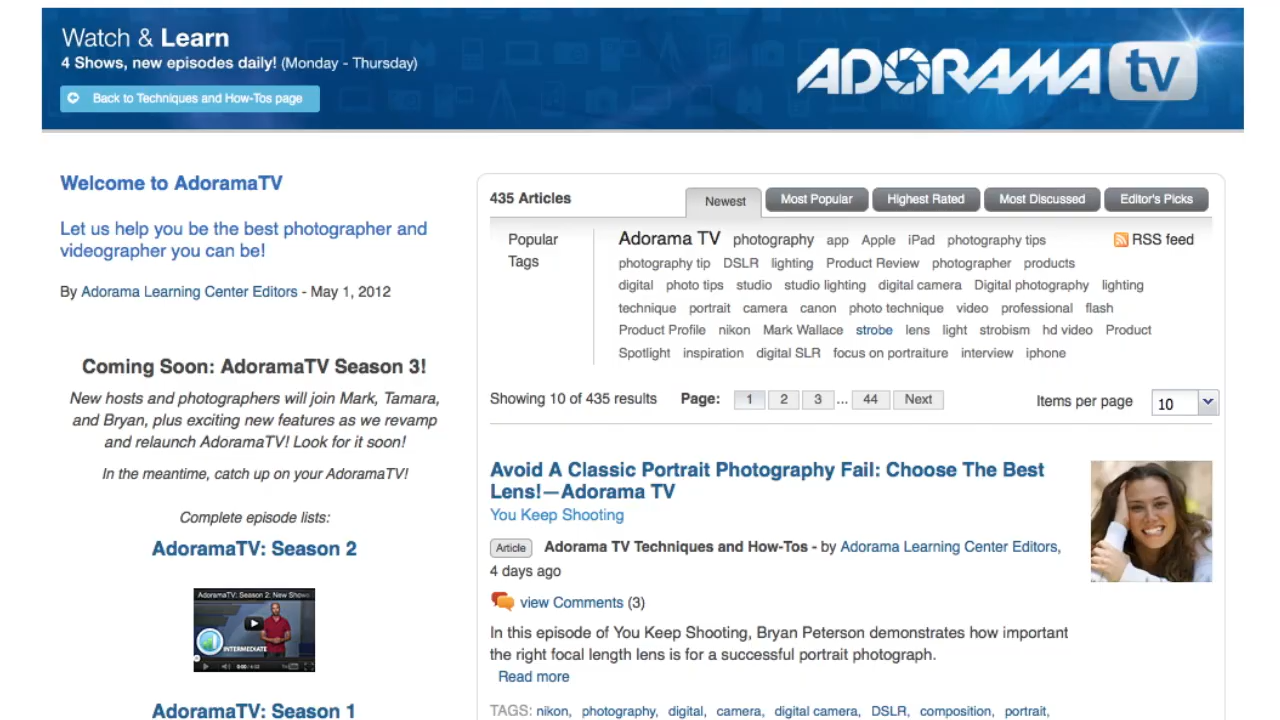 Watch & Learn
4 Shows, new episodes daily! (Monday - Thursday)
Back to Techniques and How-Tos page
ADORAMA tv
Welcome to AdoramaTV
Let us help you be the best photographer and
videographer you can be!
By Adorama Learning Center Editors - May 1, 2012
Coming Soon: AdoramaTV Season 3!
New hosts and photographers will join Mark, Tamara,
and Bryan, plus exciting new features as we revamp
and relaunch AdoramaTV! Look for it soon!
In the meantime, catch up on your AdoramaTV!
Complete episode lists:
AdoramaTV: Season 2
AdoramaTV: Season 2: New Shows
INTERMEDIATE
AdoramaTV: Season 1
435 Articles
Newest
Most Popular
Highest Rated
Most Discussed
Editor's Picks
Popular
Tags
Adorama TV photography app Apple iPad photography tips
RSS feed
photography tip DSLR lighting Product Review photographer products
digital photo tips studio studio lighting digital camera Digital photography lighting
technique portrait camera canon photo technique video professional flash
Product Profile nikon Mark Wallace strobe lens light strobism hd video Product
Spotlight inspiration digital SLR focus on portraiture interview iphone
Showing 10 of 435 results Page: 1 2 3 ... 44 Next
Items per page 10
Avoid A Classic Portrait Photography Fail: Choose The Best
Lens!—Adorama TV
You Keep Shooting
Article Adorama TV Techniques and How-Tos - by Adorama Learning Center Editors,
4 days ago
view Comments (3)
In this episode of You Keep Shooting, Bryan Peterson demonstrates how important
the right focal length lens is for a successful portrait photograph.
Read more
TAGS: nikon, photography, digital, camera, digital camera, DSLR, composition, portrait,